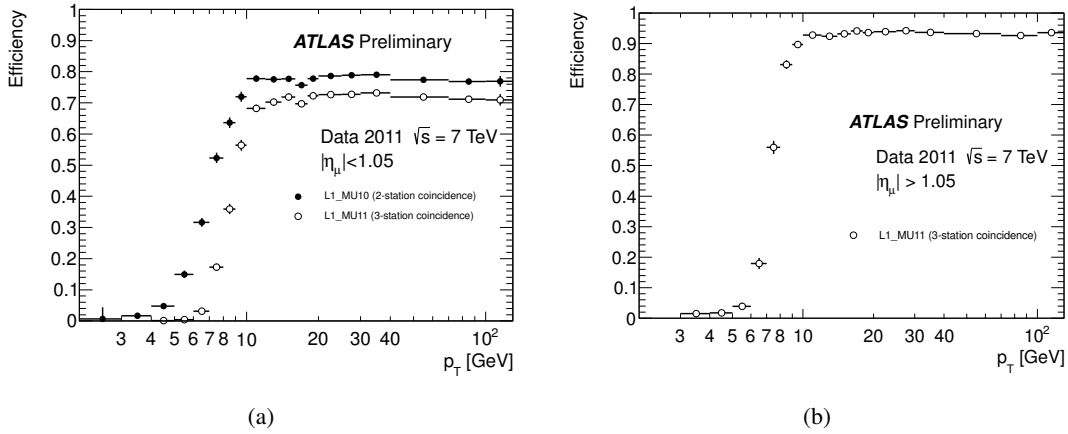 Efficiency
1
0.9
0.8
0.7
0.6
0.5
0.4
0.3
0.2
0.1
0
ATLAS Preliminary
Data 2011 √s = 7 TeV
|ημ|<1.05
L1_MU10 (2-station coincidence)
L1_MU11 (3-station coincidence)
3 4 5 6 7 8 10 20 30 40 10²
p_T [GeV]
(a)
Efficiency
1
0.9
0.8
0.7
0.6
0.5
0.4
0.3
0.2
0.1
0
ATLAS Preliminary
Data 2011 √s = 7 TeV
|ημ| > 1.05
L1_MU11 (3-station coincidence)
3 4 5 6 7 8 10 20 30 40 10²
p_T [GeV]
(b)